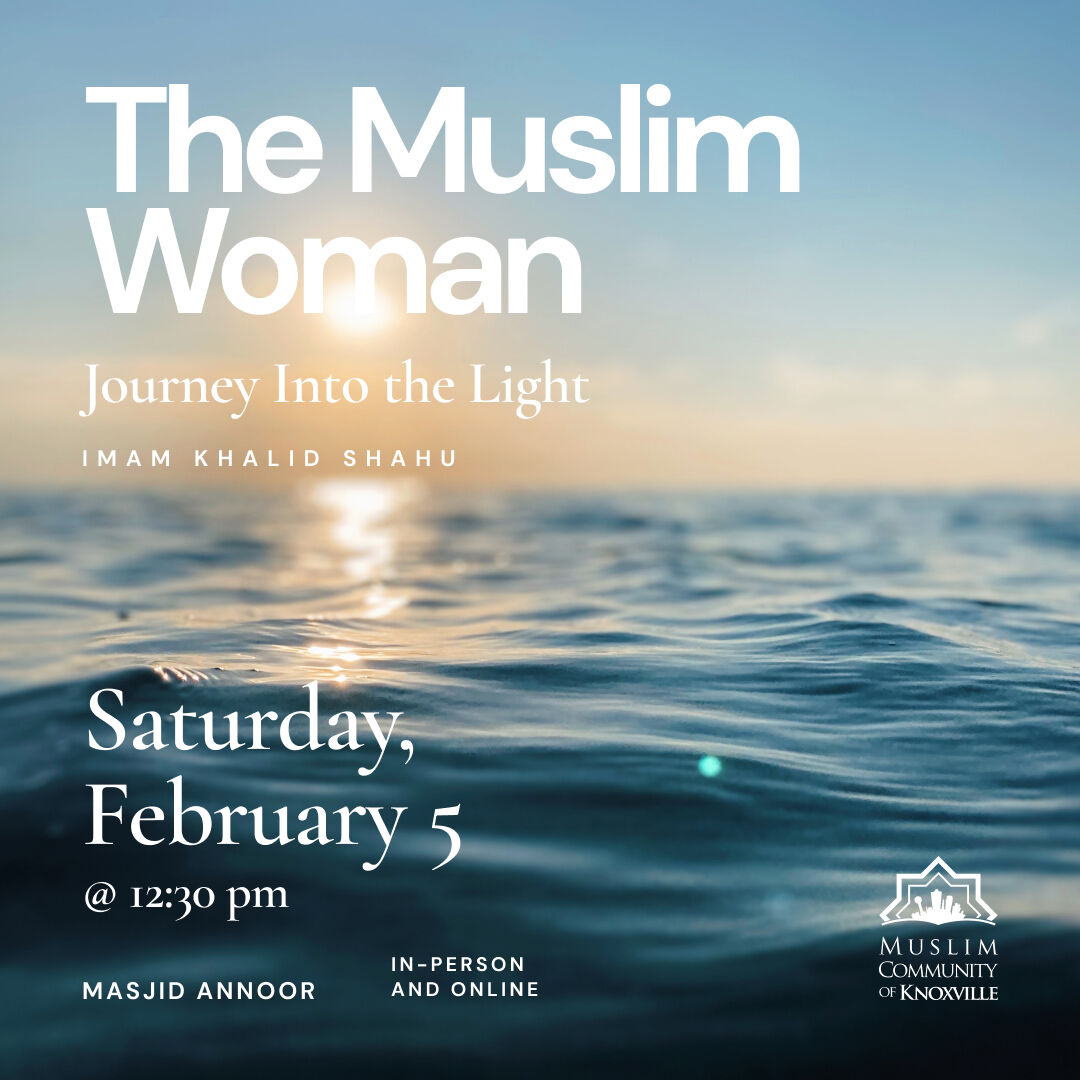 The Muslim
Woman
Journey Into the Light
IMAM KHALID SHAHU
Saturday,
February 5
@ 12:30 pm
MASJID ANNOOR
IN-PERSON
AND ONLINE
MUSLIM
COMMUNITY
OF KNOXVILLE